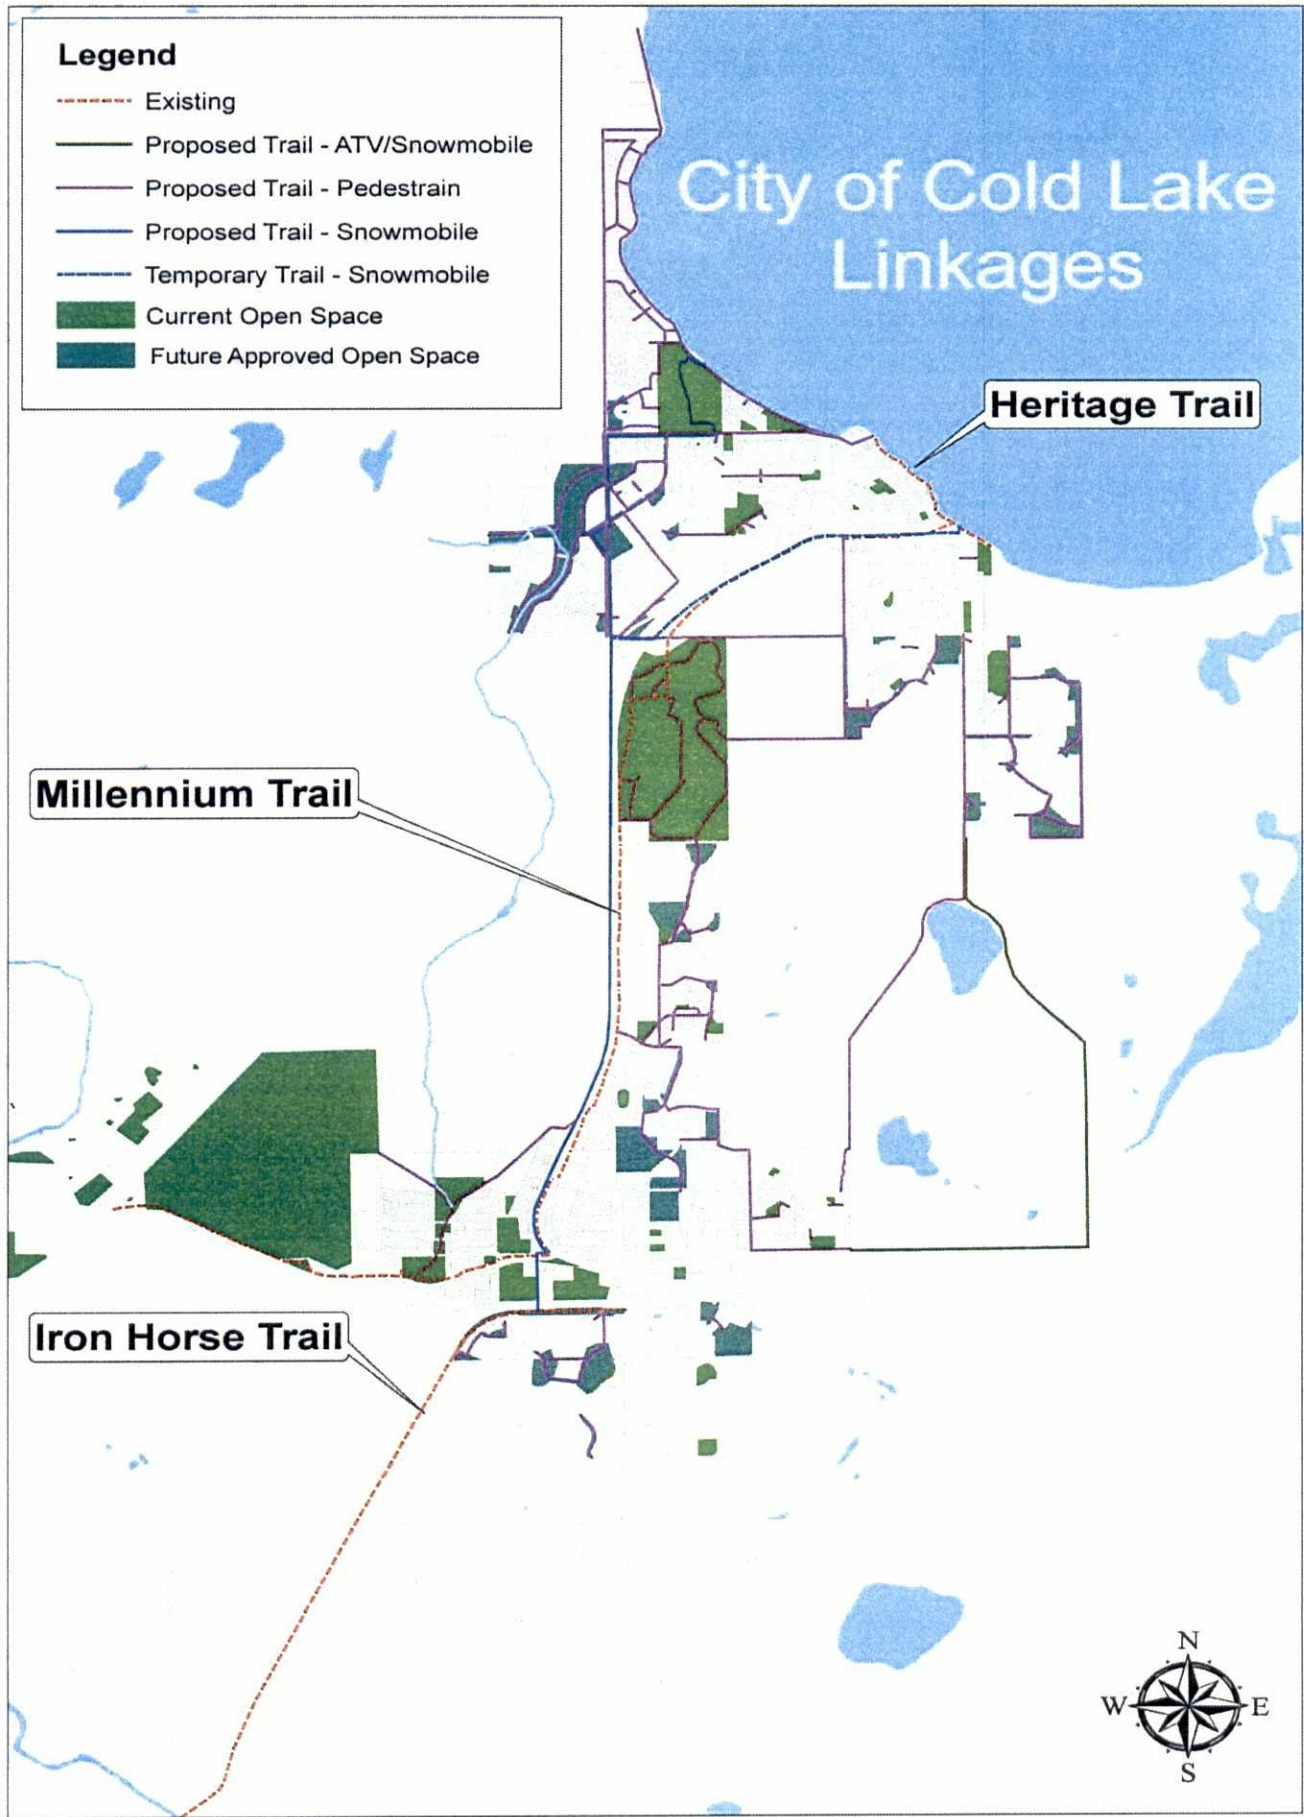 Legend
Existing
Proposed Trail - ATV/Snowmobile
Proposed Trail - Pedestrain
Proposed Trail - Snowmobile
Temporary Trail - Snowmobile
Current Open Space
Future Approved Open Space
City of Cold Lake
Linkages
Heritage Trail
Millennium Trail
Iron Horse Trail
N
W
E
S